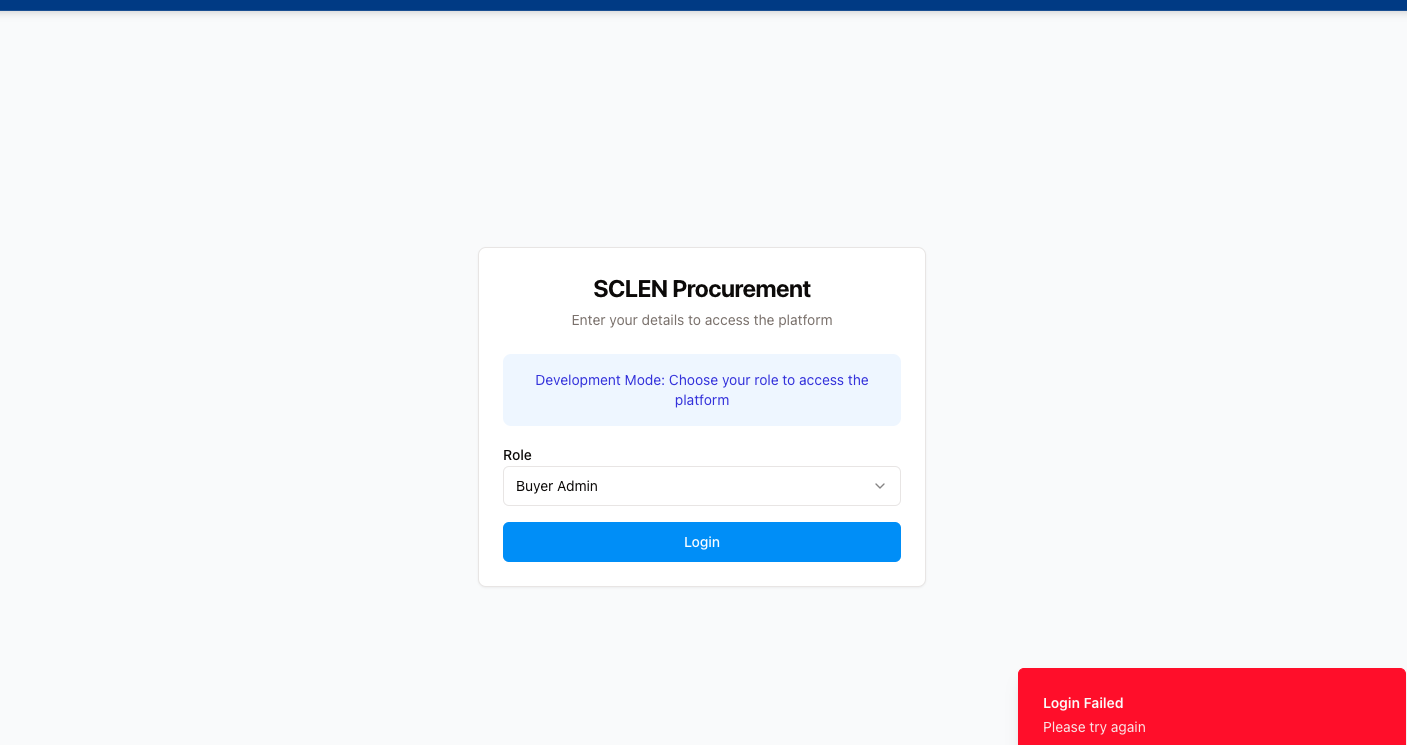 SCLEN Procurement
Enter your details to access the platform
Development Mode: Choose your role to access the
platform
Role
Buyer Admin
Login
Login Failed
Please try again